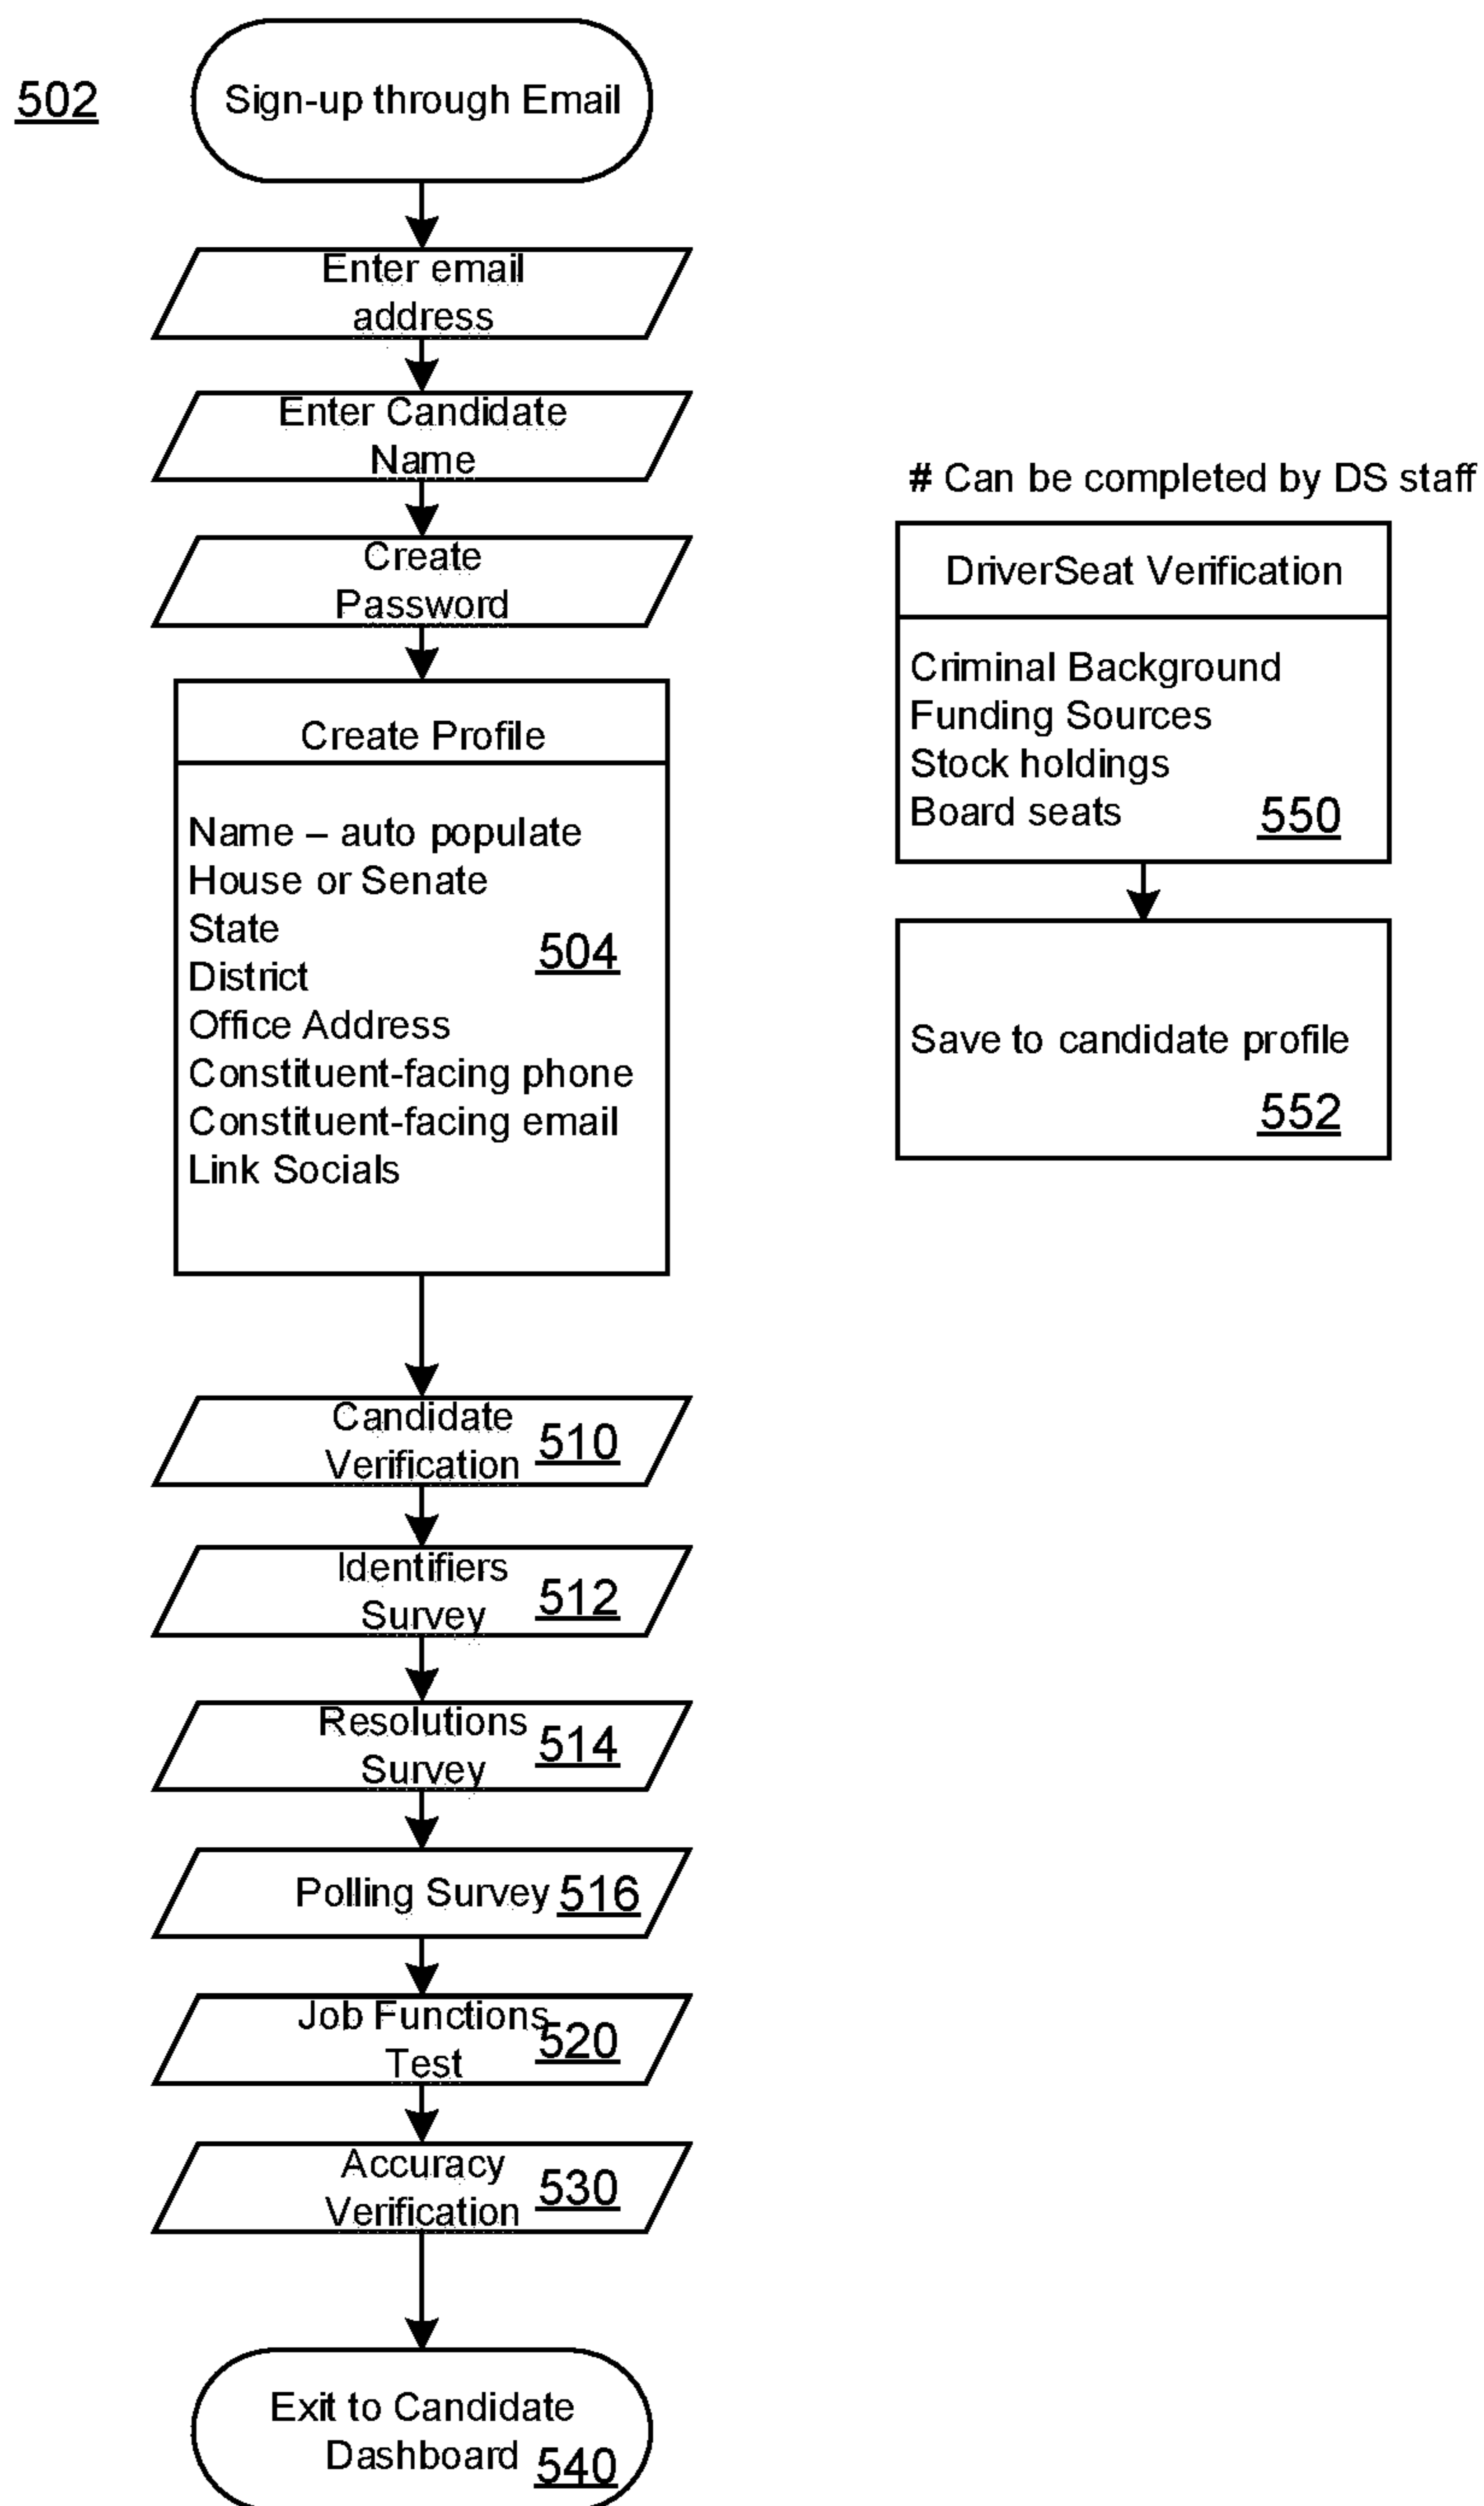 502
Sign-up through Email
Enter email
address
Enter Candidate
Name
Create
Password
Create Profile
Name – auto populate
House or Senate
State
504
District
Office Address
Constituent-facing phone
Constituent-facing email
Link Socials
Candidate
Verification
510
Identifiers
Survey
512
Resolutions
Survey
514
Polling Survey 516
Job Functions
Test
520
Accuracy
Verification
530
Exit to Candidate
Dashboard
540
# Can be completed by DS staff
DriverSeat Verification
Criminal Background
Funding Sources
Stock holdings
Board seats
550
Save to candidate profile
552